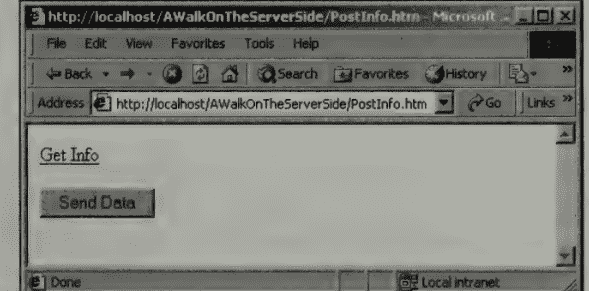 http://localhost/AWalkOnTheServerSide/PostInfo.htm - Microsoft
File Edit View Favorites Tools Help
Back Search Favorites History
Address http://localhost/AWalkOnTheServerSide/PostInfo.htm Go Links
Get Info
Send Data
Done Local intranet